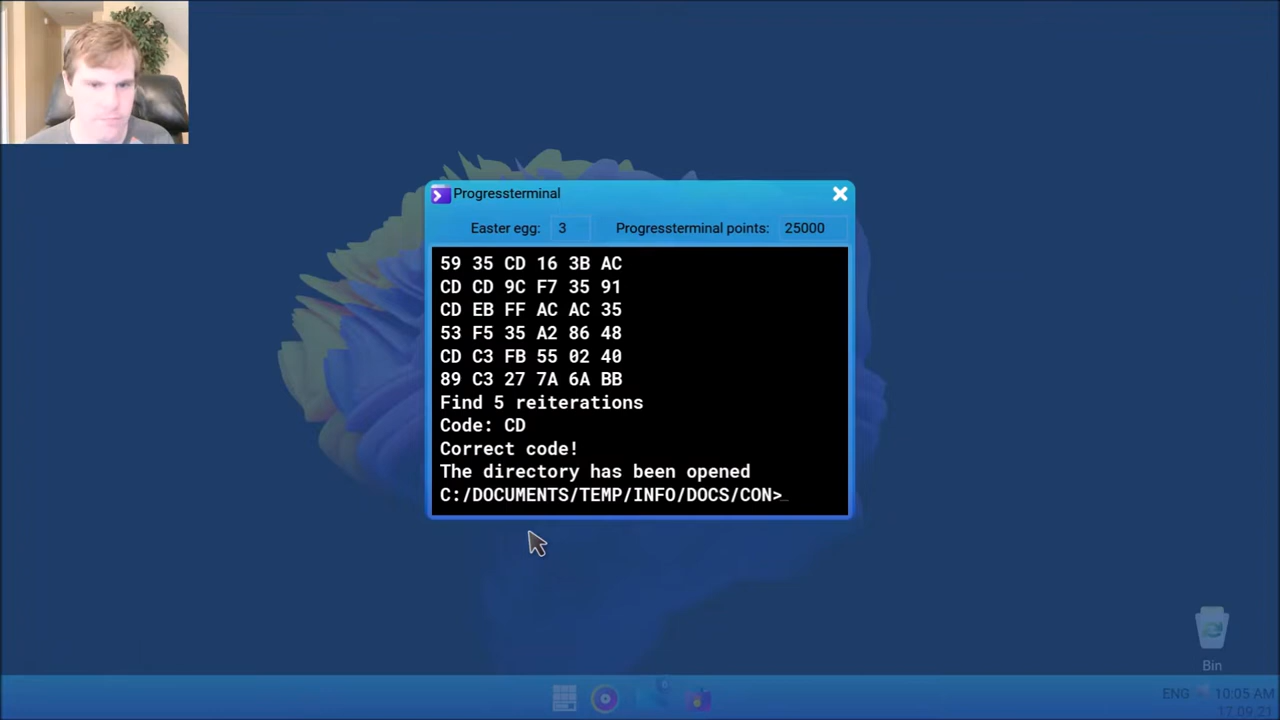 Progressterminal
Easter egg: 3 Progressterminal points: 25000
59 35 CD 16 3B AC
CD CD 9C F7 35 91
CD EB FF AC AC 35
53 F5 35 A2 86 48
CD C3 FB 55 02 40
89 C3 27 7A 6A BB
Find 5 reiterations
Code: CD
Correct code!
The directory has been opened
C:/DOCUMENTS/TEMP/INFO/DOCS/CON>_
Bin
ENG 10:05 AM
17.09.21